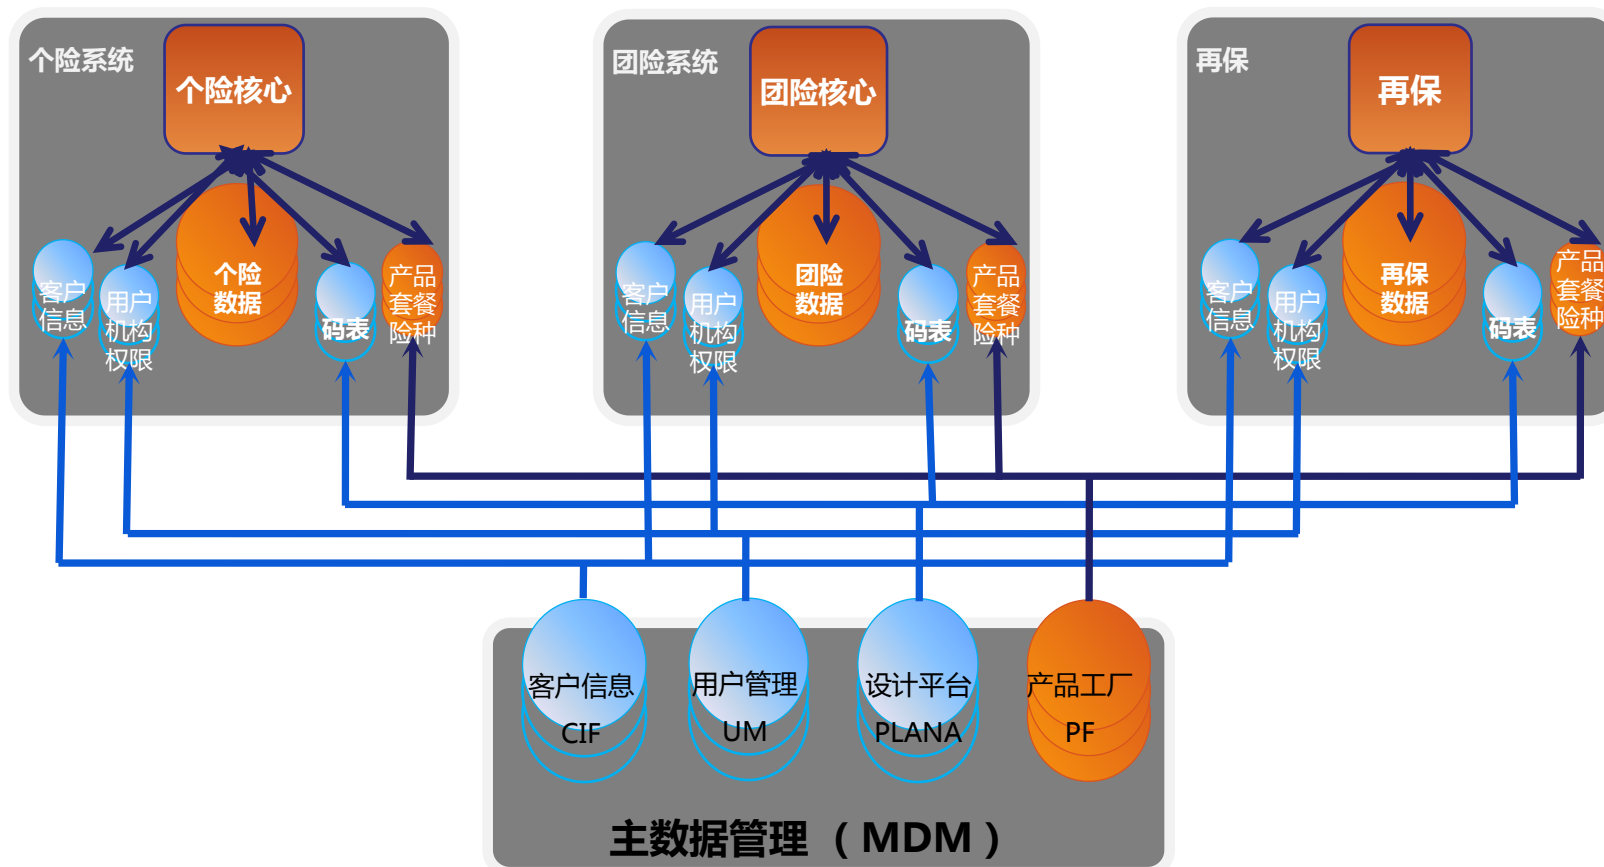 个险系统
个险核心
客户
信息
用户
机构
权限
个险
数据
码表
产品
套餐
险种
团险系统
团险核心
客户
信息
用户
机构
权限
团险
数据
码表
产品
套餐
险种
再保
再保
客户
信息
用户
机构
权限
再保
数据
码表
产品
套餐
险种
客户信息
CIF
用户管理
UM
设计平台
PLANA
产品工厂
PF
主数据管理（MDM）